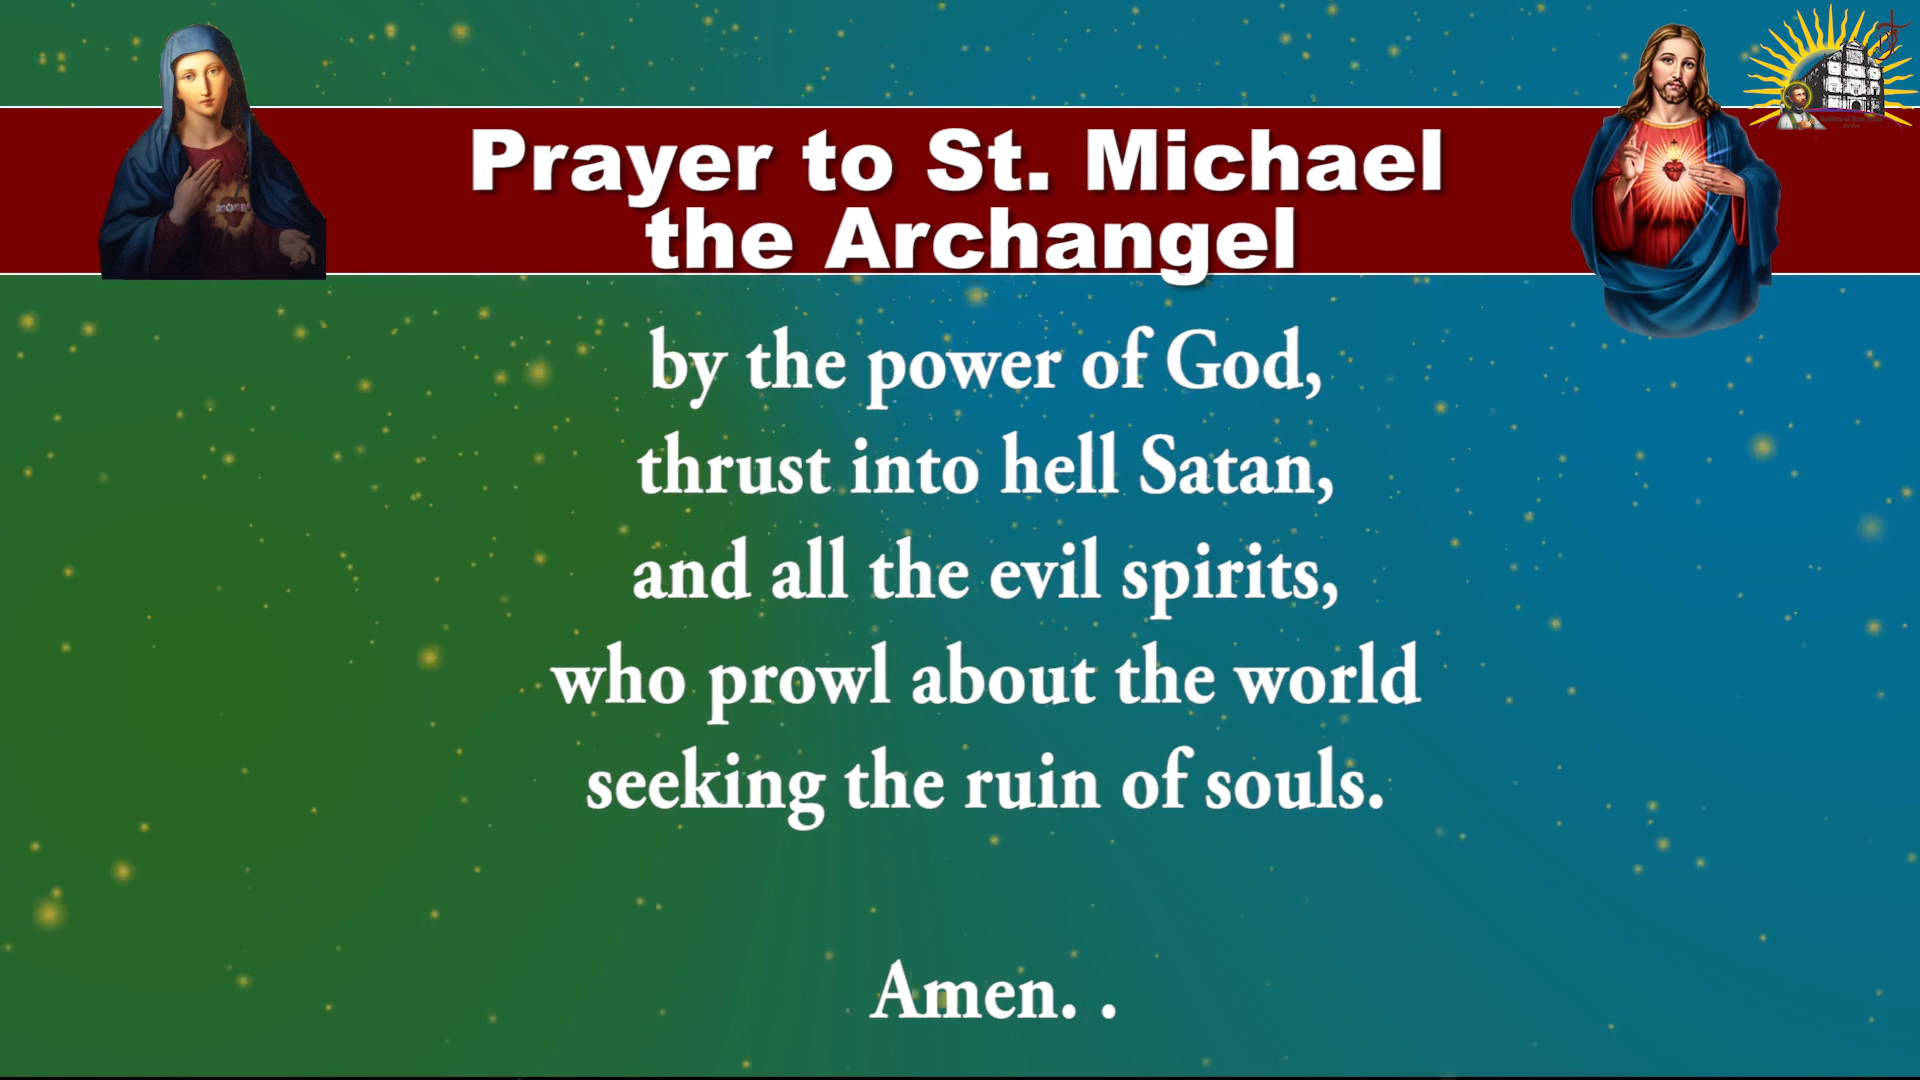 Prayer to St. Michael
the Archangel
by the power of God,
thrust into hell Satan,
and all the evil spirits,
who prowl about the world
seeking the ruin of souls.
Amen. .